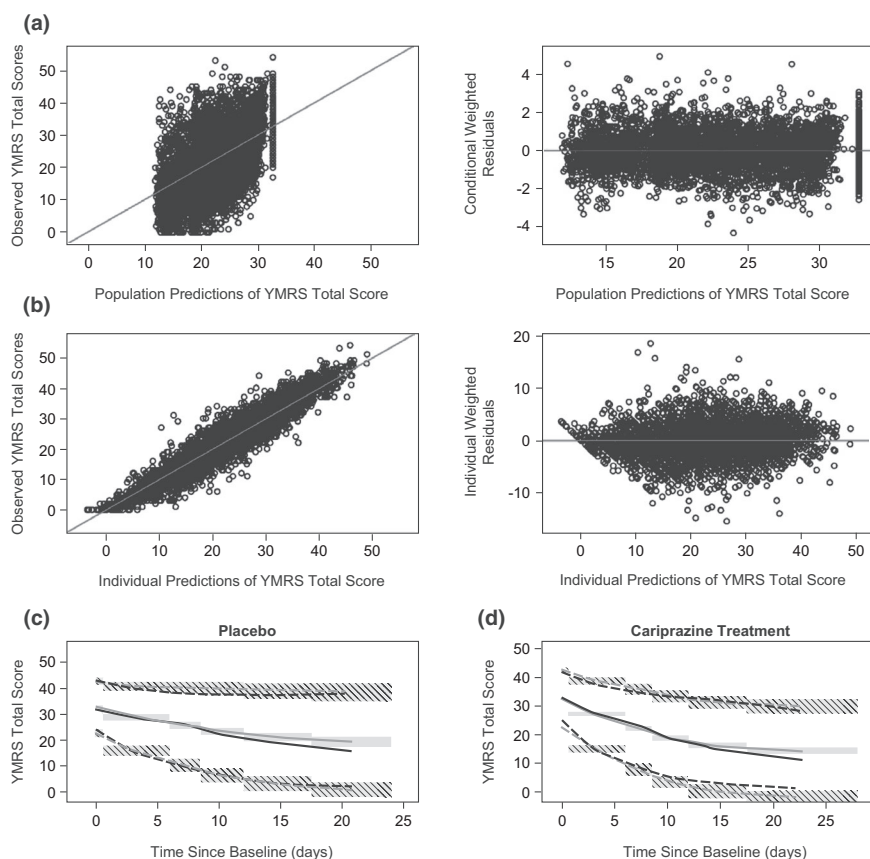 (a)
Observed YMRS Total Scores
50
40
30
20
10
0
0 10 20 30 40 50
Population Predictions of YMRS Total Score
Conditional Weighted
Residuals
4
2
0
-2
-4
15 20 25 30
Population Predictions of YMRS Total Score
(b)
Observed YMRS Total Scores
50
40
30
20
10
0
0 10 20 30 40 50
Individual Predictions of YMRS Total Score
Individual Weighted
Residuals
20
10
0
-10
0 10 20 30 40 50
Individual Predictions of YMRS Total Score
(c)
Placebo
YMRS Total Score
50
40
30
20
10
0
0 5 10 15 20 25
Time Since Baseline (days)
(d)
Cariprazine Treatment
YMRS Total Score
50
40
30
20
10
0
0 5 10 15 20 25
Time Since Baseline (days)